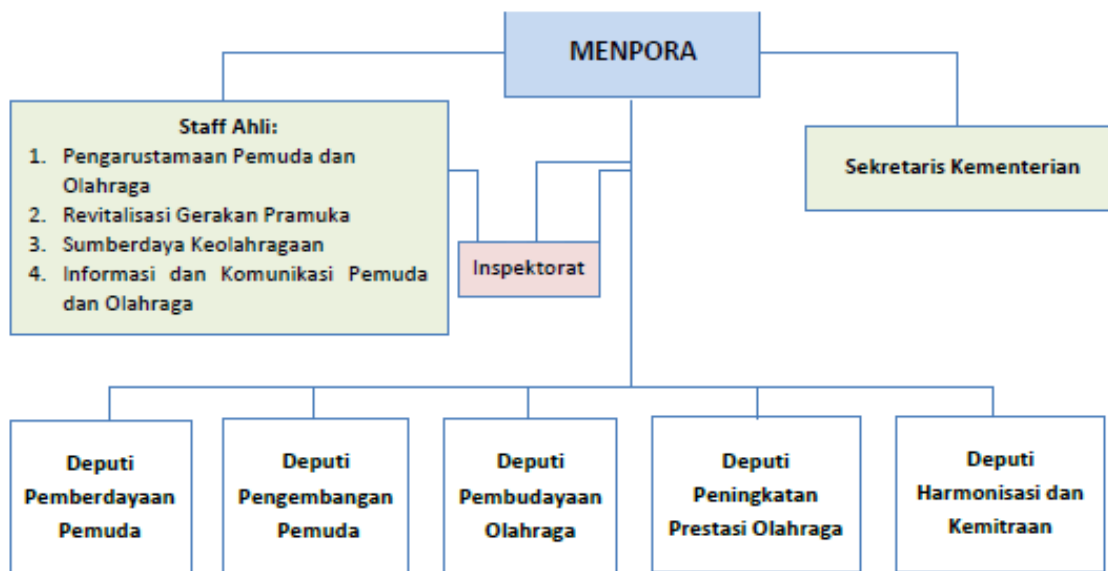 MENPORA
Staff Ahli:
1. Pengarustamaan Pemuda dan
Olahraga
2. Revitalisasi Gerakan Pramuka
3. Sumberdaya Keolahragaan
4. Informasi dan Komunikasi Pemuda
dan Olahraga
Sekretaris Kementerian
Inspektorat
Deputi
Pemberdayaan
Pemuda
Deputi
Pengembangan
Pemuda
Deputi
Pembudayaan
Olahraga
Deputi
Peningkatan
Prestasi Olahraga
Deputi
Harmonisasi dan
Kemitraan